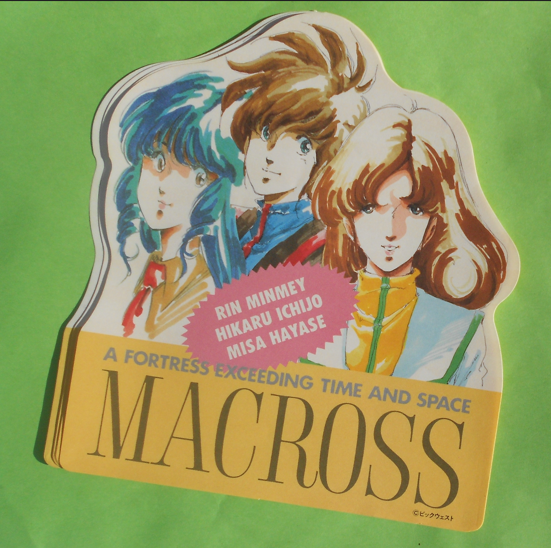 RIN MINMEY
HIKARU ICHIJO
MISA HAYASE
A FORTRESS EXCEEDING TIME AND SPACE
MACROSS
©ビックウエスト